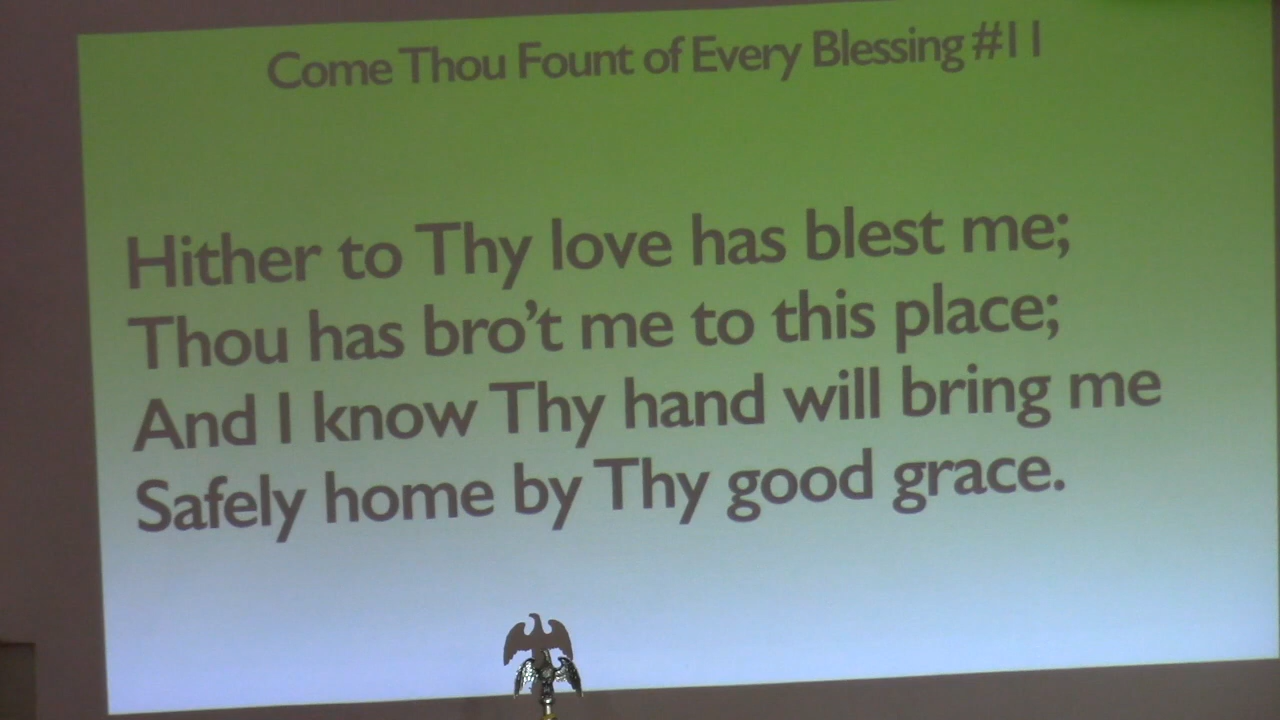 Come Thou Fount of Every Blessing #11
Hither to Thy love has blest me;
Thou has bro't me to this place;
And I know Thy hand will bring me
Safely home by Thy good grace.